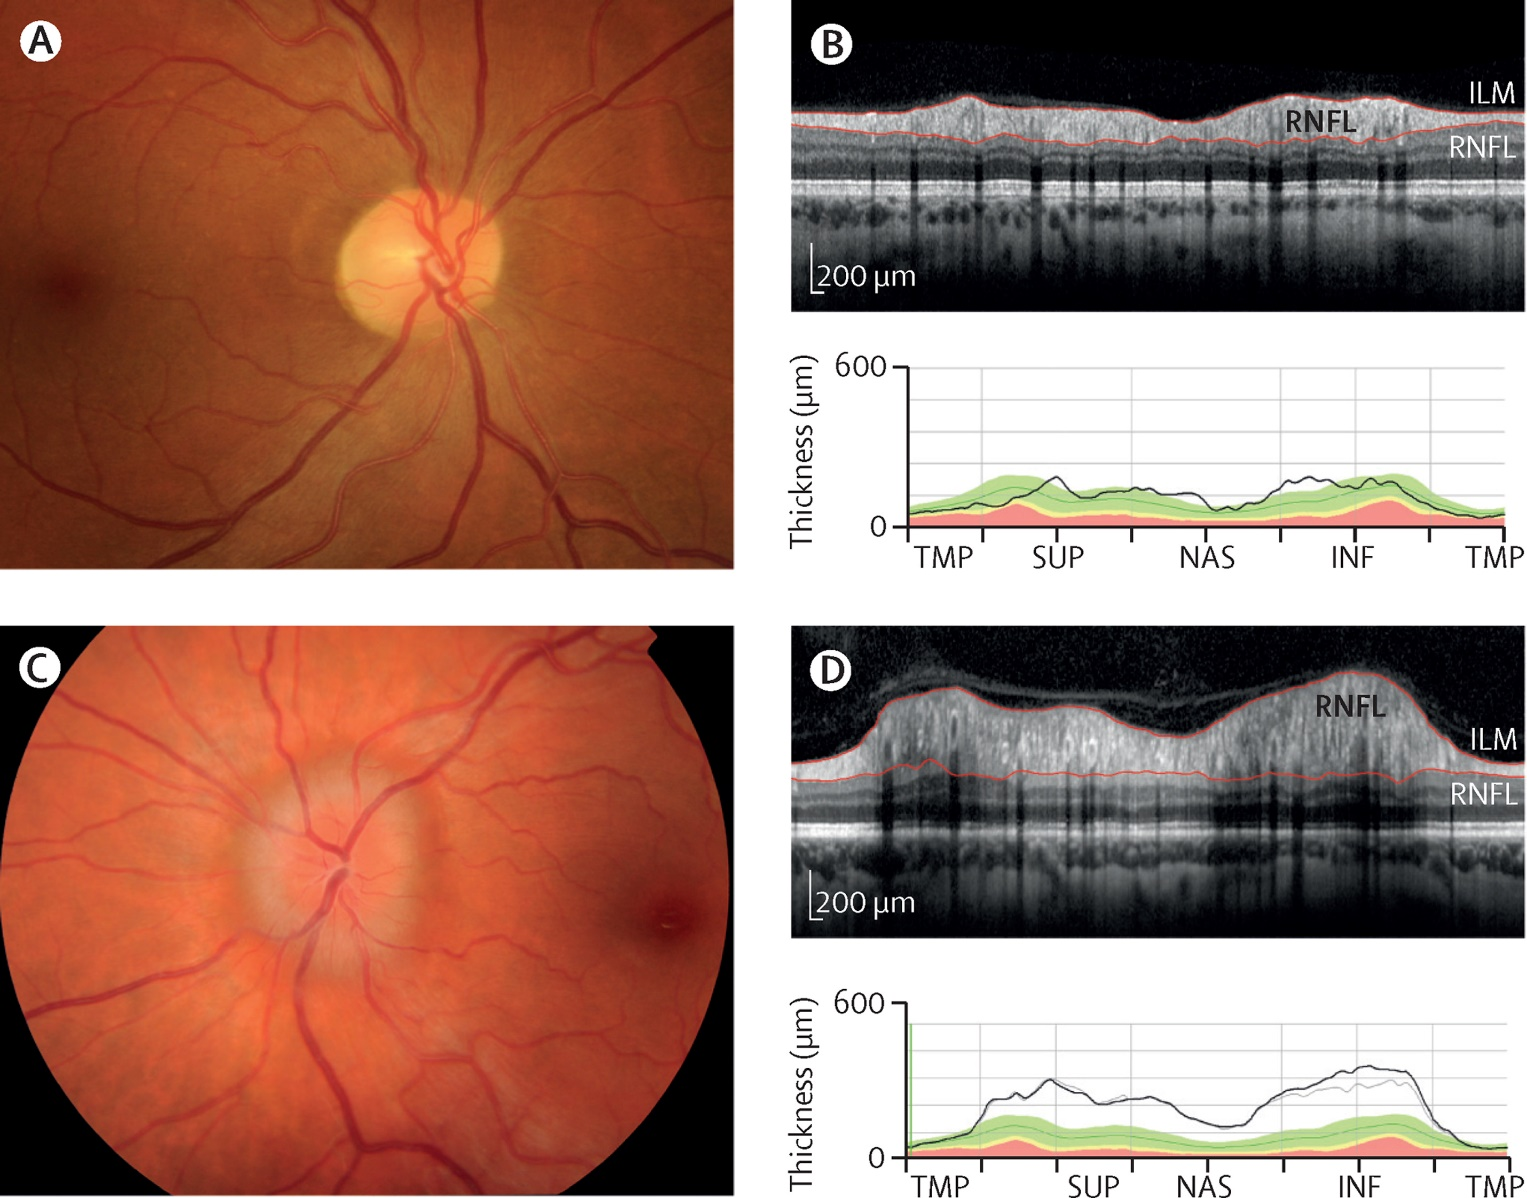 A
B
ILM
RNFL
RNFL
200 µm
600
Thickness (µm)
0
TMP SUP NAS INF TMP
C
D
RNFL
ILM
RNFL
200 µm
600
Thickness (µm)
0
TMP SUP NAS INF TMP